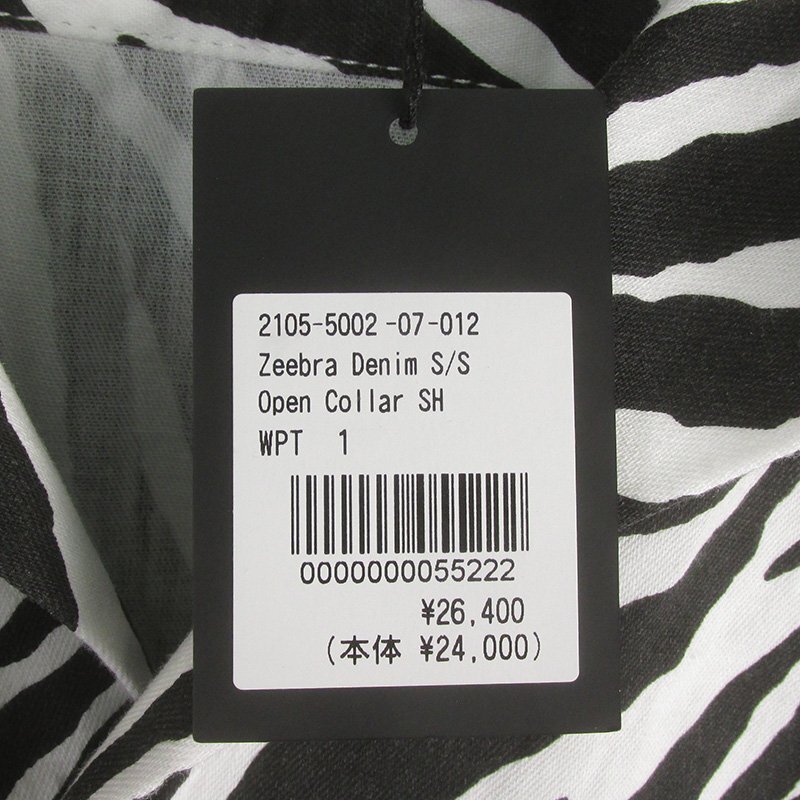 2105-5002-07-012
Zeebra Denim S/S
Open Collar SH
WPT 1
0000000055222
¥26,400
(本体 ¥24,000)